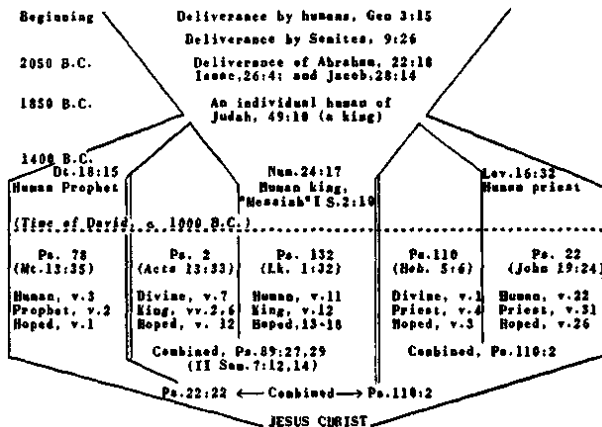 Beginning Deliverance by humans, Gen 3:15
Deliverance by Semites, 9:26
2050 B.C. Deliverance of Abraham, 22:18
Isaac,26:4; and Jacob,28:14
1850 B.C. An individual human of
Judah, 49:10 (a king)
1400 B.C.
Dt.18:15 Num.24:17 Lev.16:32
Human Prophet Human king, Human priest
"Messiah" I S.2:10
(Time of David, c. 1000 B.C.)
Ps. 78 Ps. 2 Ps. 132 Ps.110 Ps. 22
(Mt.13:35) (Acts 13:33) (Lk. 1:32) (Heb. 5:6) (John 19:24)
Human, v.3 Divine, v.7 Human, v.11 Divine, v.1 Human, v.22
Prophet, v.2 King, vv.2,6 King, v.12 Priest, v.4 Priest, v.31
Hoped, v.1 Hoped, v. 12 Hoped,13-18 Hoped, v.3 Hoped, v.26
Combined, Ps.89:27,29 Combined, Ps.110:2
(II Sam.7:12,14)
Ps.22:22 ← Combined → Ps.110:2
JESUS CHRIST